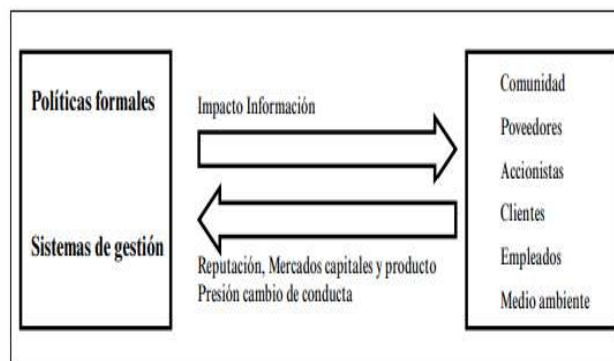 Políticas formales
Sistemas de gestión
Impacto Información
Reputación, Mercados capitales y producto
Presión cambio de conducta
Comunidad
Poveedores
Accionistas
Clientes
Empleados
Medio ambiente